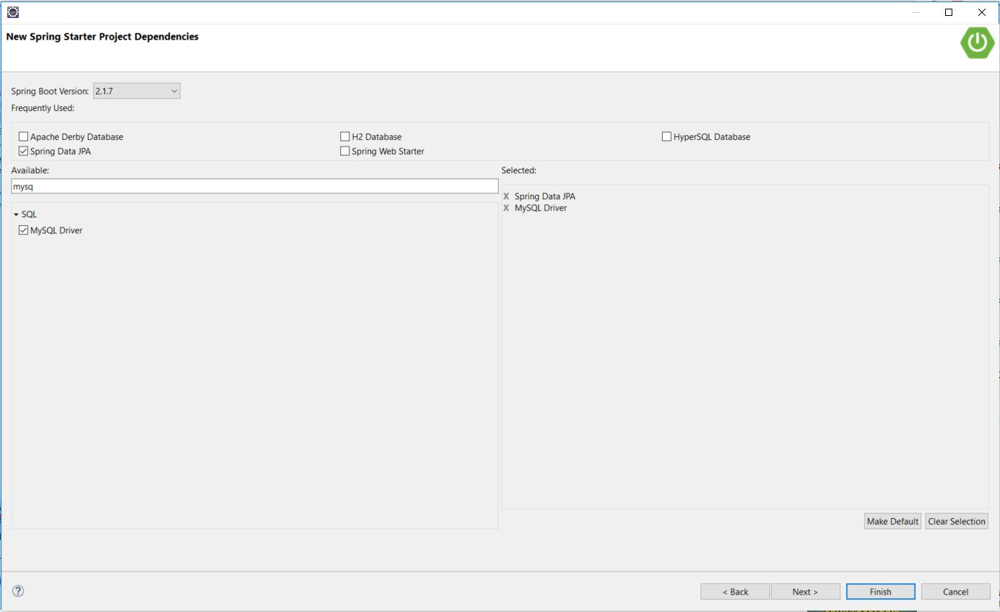 New Spring Starter Project Dependencies
Spring Boot Version: 2.1.7
Frequently Used:
Apache Derby Database H2 Database HyperSQL Database
Spring Data JPA Spring Web Starter
Available: Selected:
mysq
X Spring Data JPA
X MySQL Driver
SQL
MySQL Driver
Make Default Clear Selection
? < Back Next > Finish Cancel